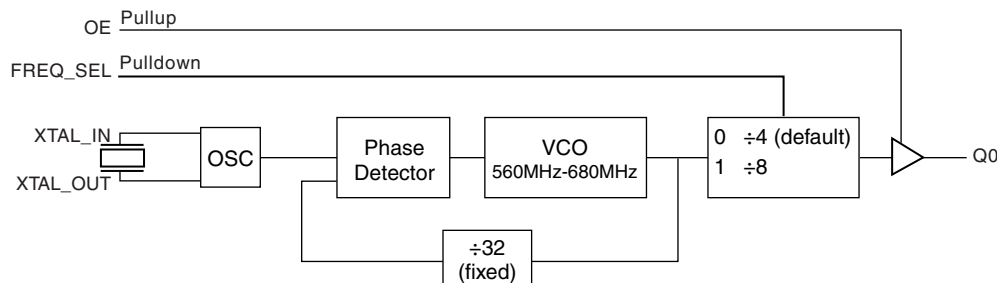 OE Pullup
FREQ_SEL Pulldown
XTAL_IN
XTAL_OUT
OSC
Phase
Detector
VCO
560MHz-680MHz
0 ÷4 (default)
1 ÷8
Q0
÷32
(fixed)